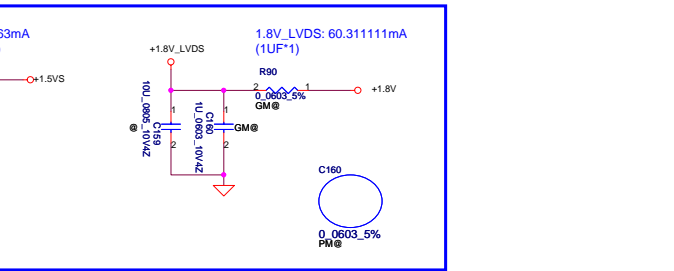 63mA
1.8V_LVDS: 60.311111mA
(1UF*1)
+1.8V_LVDS
+1.5VS
R90
2
1
+1.8V
0_0603_5%
GM@
10U_0805_10V4Z
@
C159
1
2
1U_0603_10V4Z
C160
1
2
GM@
C160
0_0603_5%
PM@